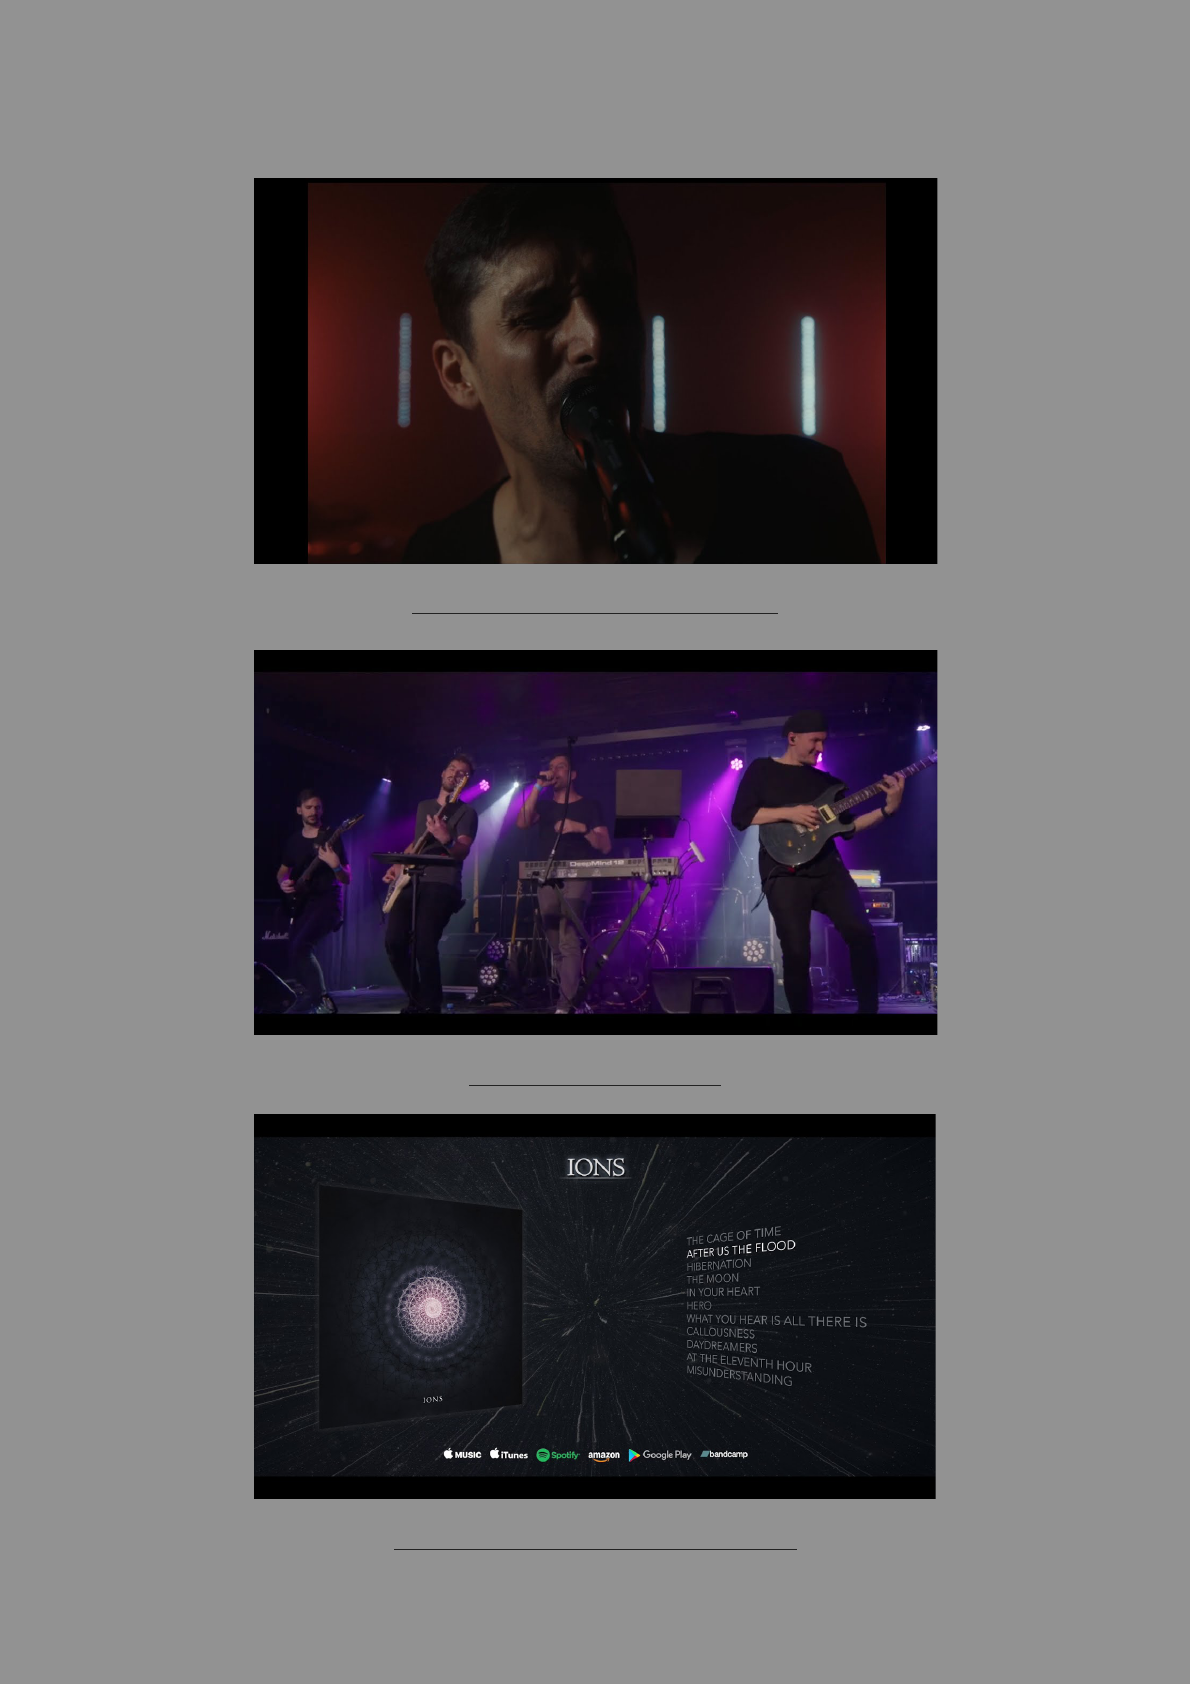 DeepMind 12
Marshall
IONS
THE CAGE OF TIME
AFTER US THE FLOOD
HIBERNATION
THE MOON
IN YOUR HEART
HERO
WHAT YOU HEAR IS ALL THERE IS
CALLOUSNESS
DAYDREAMERS
AT THE ELEVENTH HOUR
MISUNDERSTANDING
IONS
MUSIC iTunes Spotify amazon Google Play bandcamp